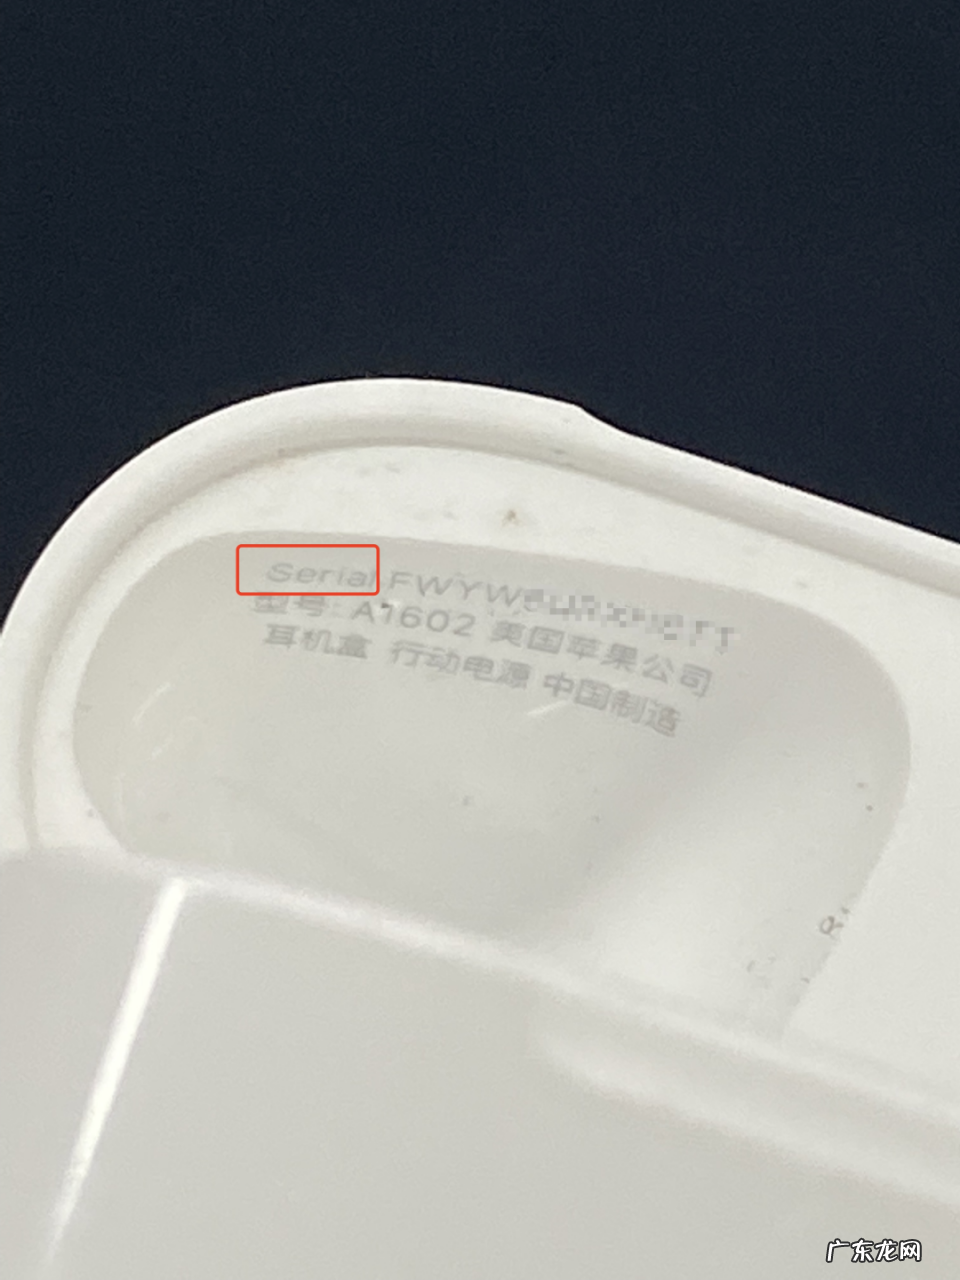 Serial FWYW
型号: A1602 美国苹果公司
耳机盒 行动电源 中国制造
R
广东龙网